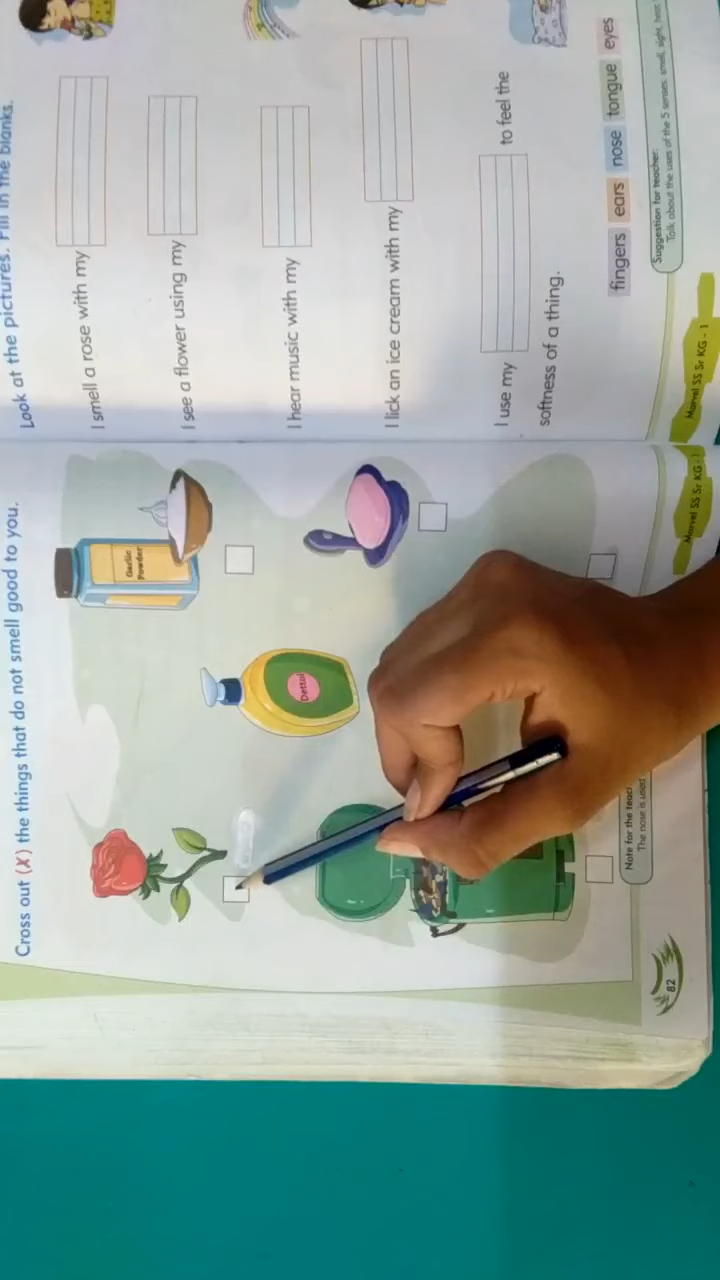 Cross out (X) the things that do not smell good to you.
Garlic
Powder
Dettol
Note for the
The nose is used
82
Marvel SS Sr KG -
Look at the pictures. Fill in the blanks.
I smell a rose with my
I see a flower using my
I hear music with my
I lick an ice cream with my
I use my to feel the
softness of a thing.
fingers ears nose tongue eyes
Suggestion for teacher:
Talk about the uses of the 5 senses: smell, sight,
Marvel SS Sr KG - 1